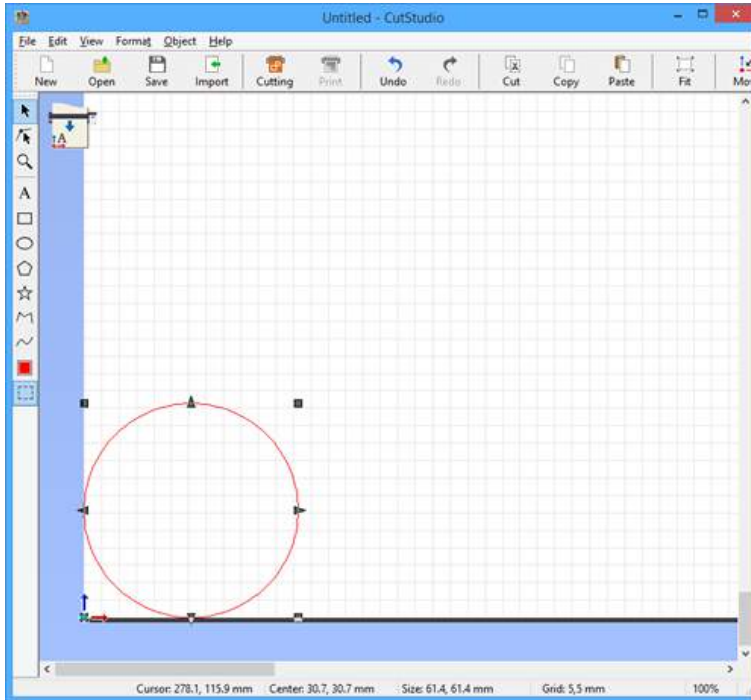 Untitled - CutStudio
File Edit View Format Object Help
New Open Save Import Cutting Print Undo Redo Cut Copy Paste Fit Mov
A
A
Cursor: 278.1, 115.9 mm Center: 30.7, 30.7 mm Size: 61.4, 61.4 mm Grid: 5,5 mm 100%